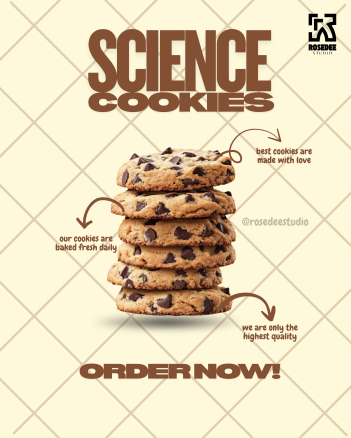 ROSEDEE
STUDIO
SCIENCE
COOKIES
best cookies are
made with love
@rosedeestudio
our cookies are
baked fresh daily
we are only the
highest quality
ORDER NOW!